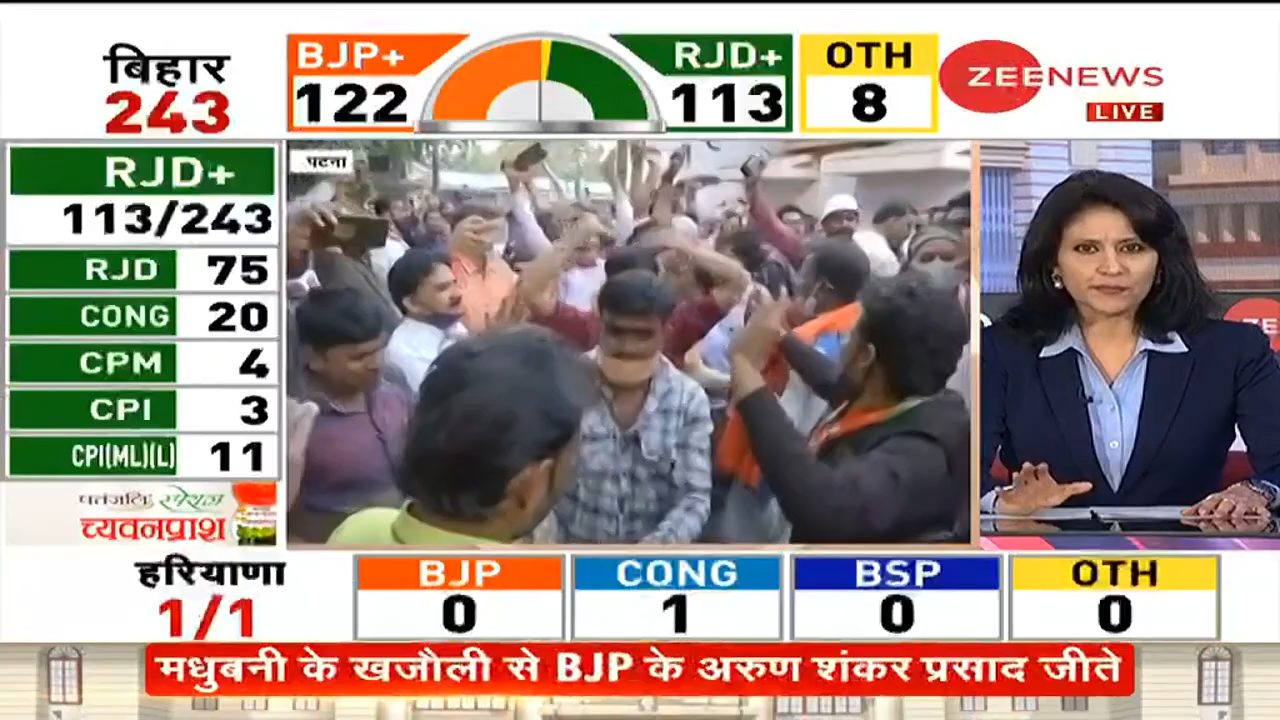 बिहार
243
BJP+
122
RJD+
113
OTH
8
ZEENEWS
LIVE
RJD+
113/243
RJD 75
CONG 20
CPM 4
CPI 3
CPI(ML)(L) 11
पतंजलि स्पेशल
च्यवनप्राश
पटना
ZEE
हरियाणा
1/1
BJP
0
CONG
1
BSP
0
OTH
0
मधुबनी के खजौली से BJP के अरुण शंकर प्रसाद जीते